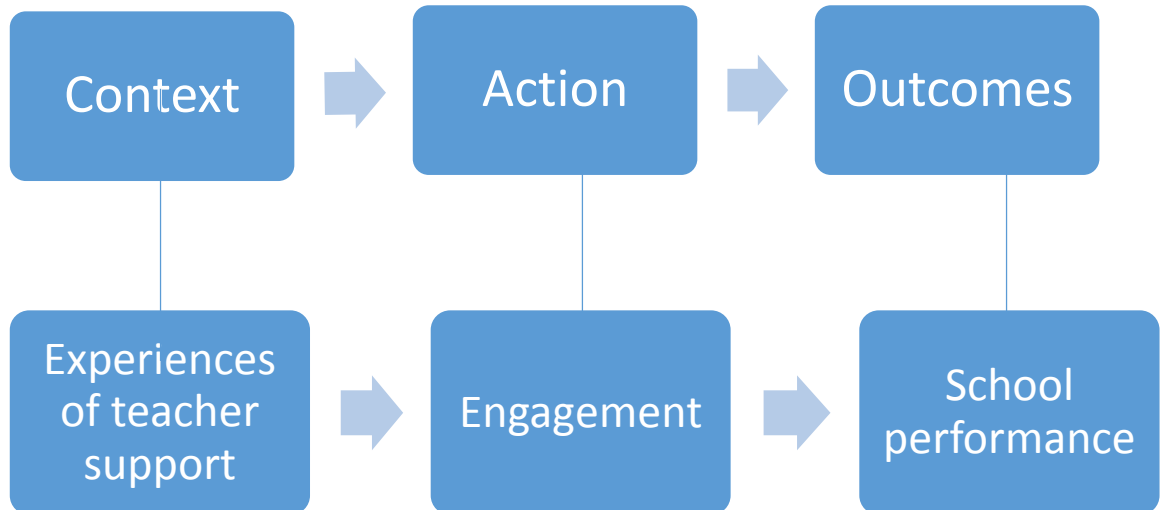 Context
Action
Outcomes
Experiences
of teacher
support
Engagement
School
performance